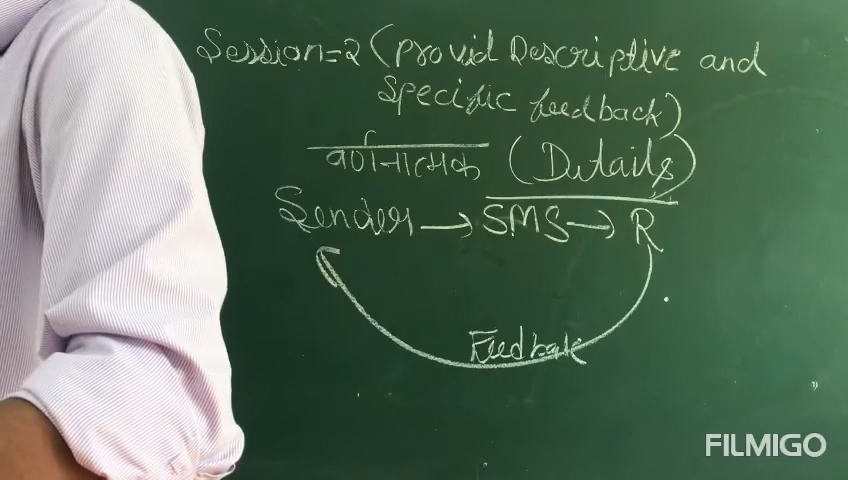 Session=2 (Provid Descriptive and
Specific feedback)
वर्णनात्मक (Details)
Sender → SMS → R
Feedback
FILMIGO